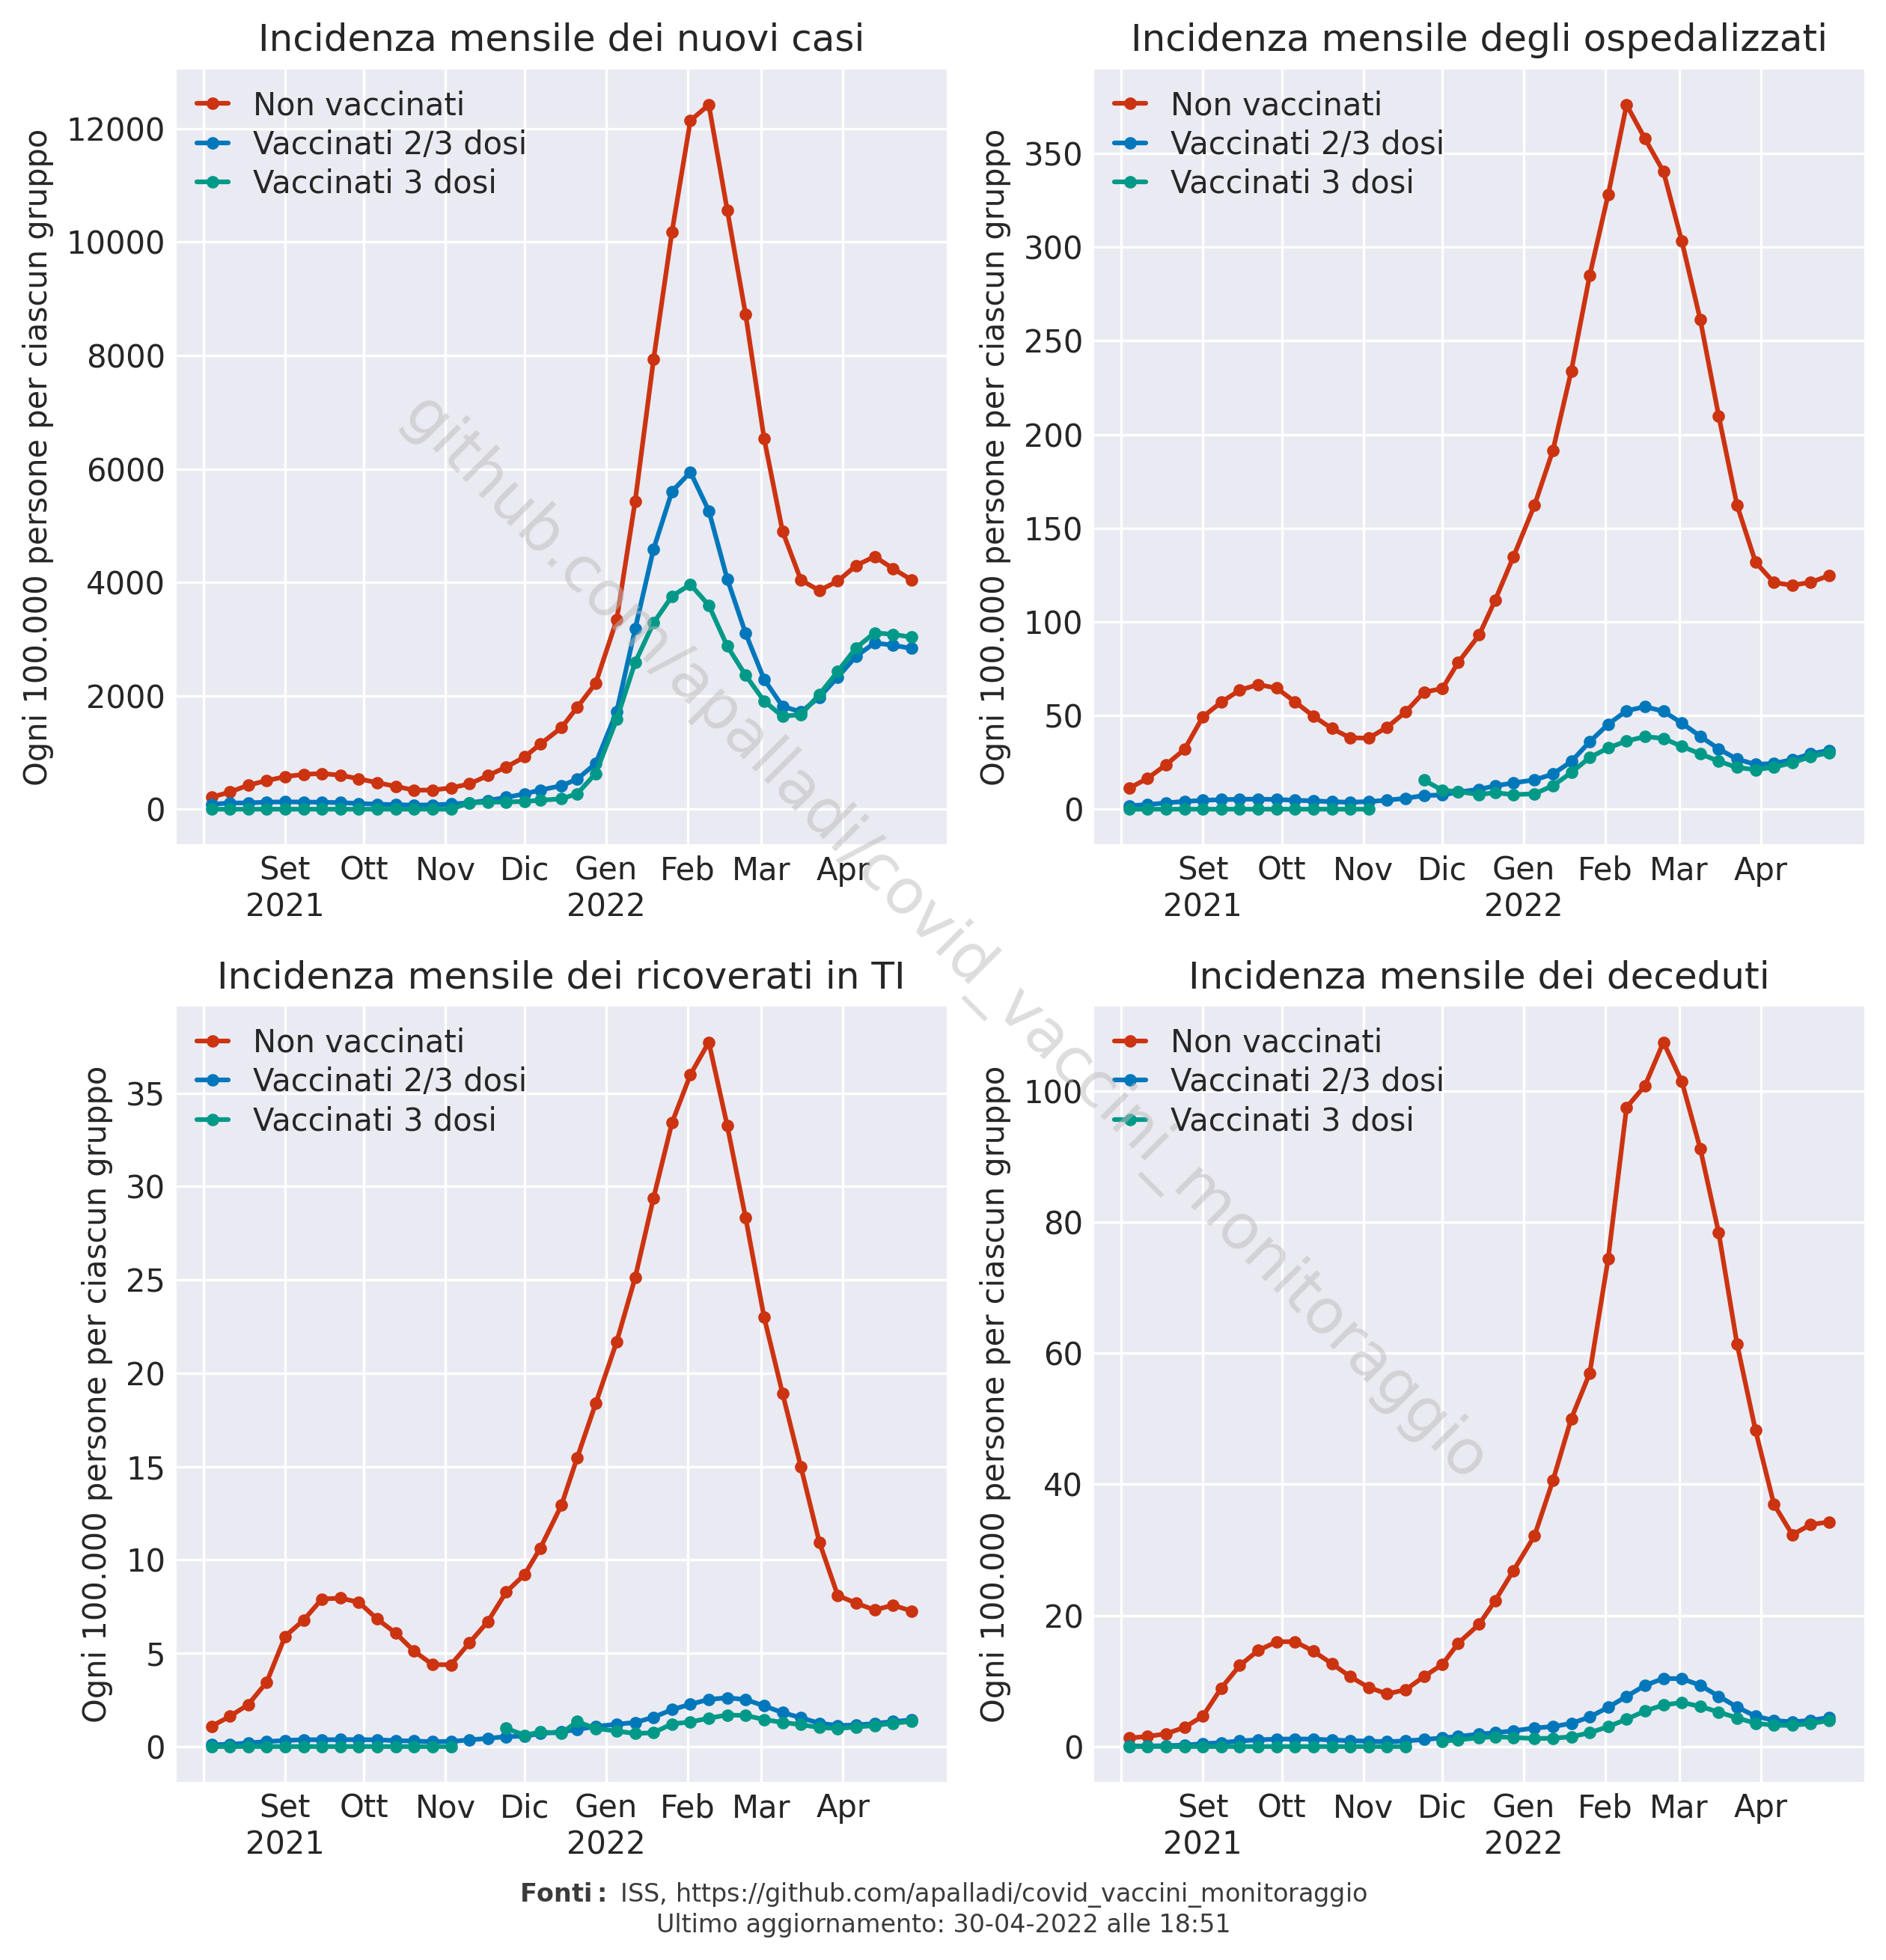 Incidenza mensile dei nuovi casi
Ogni 100.000 persone per ciascun gruppo
Non vaccinati
Vaccinati 2/3 dosi
Vaccinati 3 dosi
12000
10000
8000
6000
4000
2000
0
Set Ott Nov Dic Gen Feb Mar Apr
2021 2022
Incidenza mensile degli ospedalizzati
Ogni 100.000 persone per ciascun gruppo
Non vaccinati
Vaccinati 2/3 dosi
Vaccinati 3 dosi
350
300
250
200
150
100
50
0
Set Ott Nov Dic Gen Feb Mar Apr
2021 2022
github.com/apalladi/covid_vaccini_monitoraggio
Incidenza mensile dei ricoverati in TI
Ogni 100.000 persone per ciascun gruppo
Non vaccinati
Vaccinati 2/3 dosi
Vaccinati 3 dosi
35
30
25
20
15
10
5
0
Set Ott Nov Dic Gen Feb Mar Apr
2021 2022
Incidenza mensile dei deceduti
Ogni 100.000 persone per ciascun gruppo
Non vaccinati
Vaccinati 2/3 dosi
Vaccinati 3 dosi
100
80
60
40
20
0
Set Ott Nov Dic Gen Feb Mar Apr
2021 2022
Fonti: ISS, https://github.com/apalladi/covid_vaccini_monitoraggio
Ultimo aggiornamento: 30-04-2022 alle 18:51